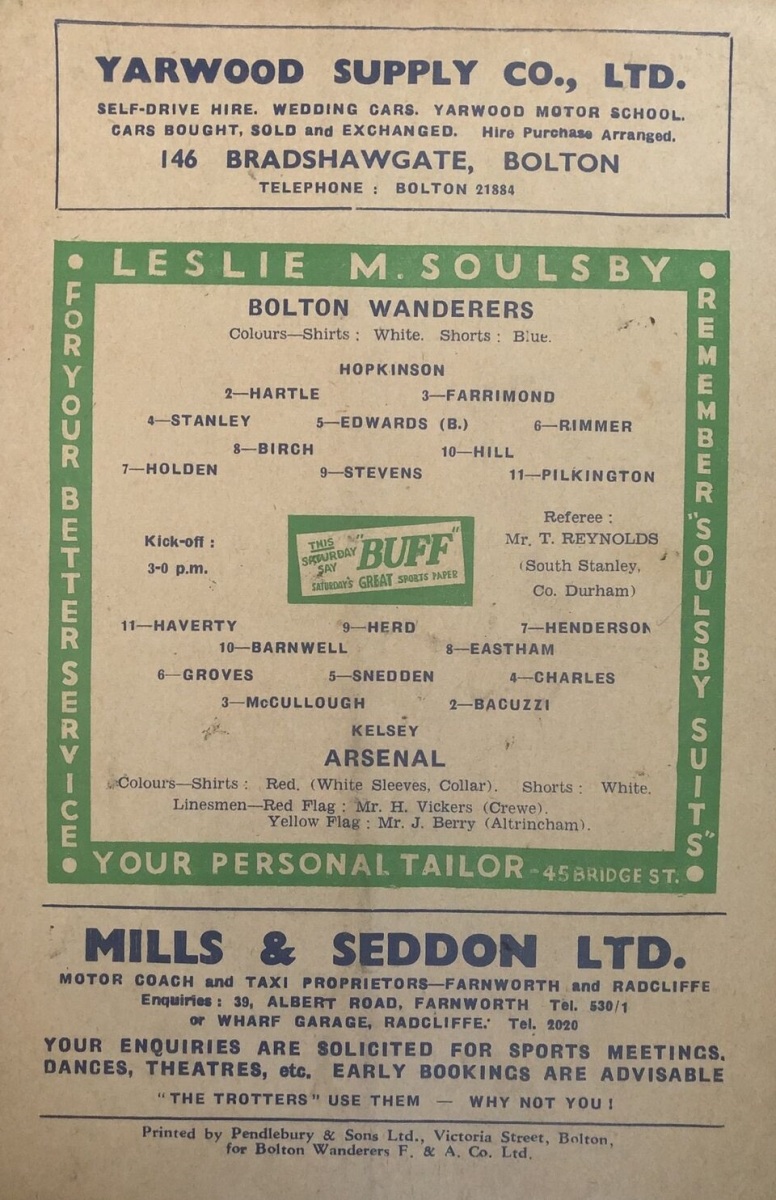 YARWOOD SUPPLY CO., LTD.
SELF-DRIVE HIRE. WEDDING CARS. YARWOOD MOTOR SCHOOL.
CARS BOUGHT, SOLD and EXCHANGED. Hire Purchase Arranged.
146 BRADSHAWGATE, BOLTON
TELEPHONE : BOLTON 21884
LESLIE M. SOULSBY
FOR YOUR BETTER SERVICE
REMEMBER "SOULSBY SUITS"
BOLTON WANDERERS
Colours—Shirts : White. Shorts : Blue.
HOPKINSON
2—HARTLE 3—FARRIMOND
4—STANLEY 5—EDWARDS (B.) 6—RIMMER
8—BIRCH 10—HILL
7—HOLDEN 9—STEVENS 11—PILKINGTON
Kick-off :
3-0 p.m.
THIS SATURDAY SAY "BUFF"
SATURDAY'S GREAT SPORTS PAPER
Referee :
Mr. T. REYNOLDS
(South Stanley,
Co. Durham)
11—HAVERTY 9—HERD 7—HENDERSON
10—BARNWELL 8—EASTHAM
6—GROVES 5—SNEDDEN 4—CHARLES
3—McCULLOUGH 2—BACUZZI
KELSEY
ARSENAL
Colours—Shirts : Red. (White Sleeves, Collar). Shorts : White.
Linesmen—Red Flag : Mr. H. Vickers (Crewe).
Yellow Flag : Mr. J. Berry (Altrincham).
YOUR PERSONAL TAILOR - 45 BRIDGE ST.
MILLS & SEDDON LTD.
MOTOR COACH and TAXI PROPRIETORS—FARNWORTH and RADCLIFFE
Enquiries : 39, ALBERT ROAD, FARNWORTH Tel. 530/1
or WHARF GARAGE, RADCLIFFE. Tel. 2020
YOUR ENQUIRIES ARE SOLICITED FOR SPORTS MEETINGS.
DANCES, THEATRES, etc. EARLY BOOKINGS ARE ADVISABLE
"THE TROTTERS" USE THEM — WHY NOT YOU !
Printed by Pendlebury & Sons Ltd., Victoria Street, Bolton,
for Bolton Wanderers F. & A. Co. Ltd.